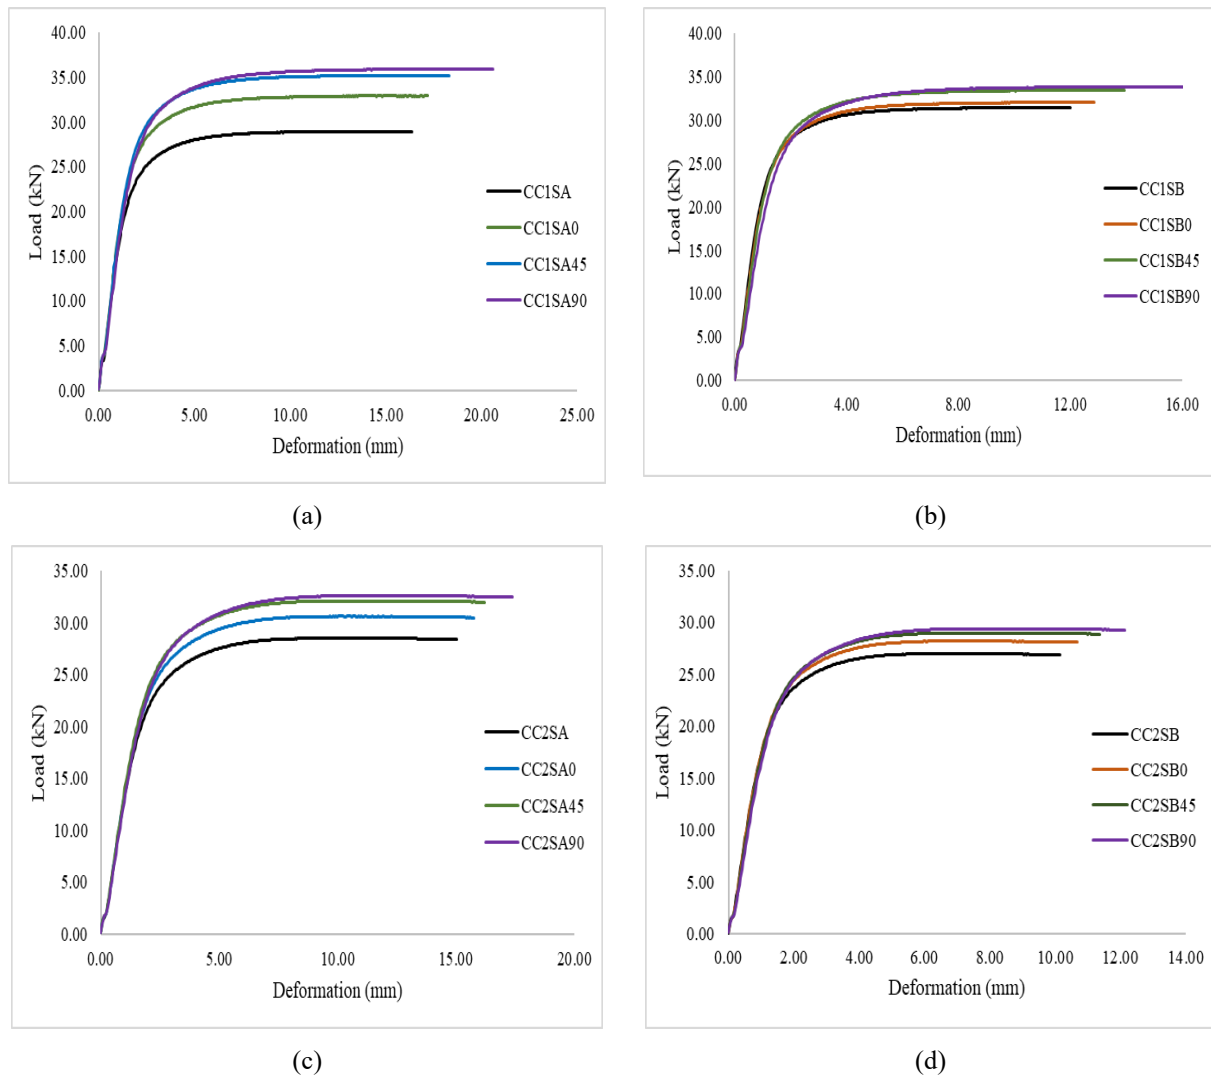 40.00
35.00
30.00
25.00
20.00
15.00
10.00
5.00
0.00
Load (kN)
0.00 5.00 10.00 15.00 20.00 25.00
Deformation (mm)
CC1SA
CC1SA0
CC1SA45
CC1SA90
(a)
40.00
35.00
30.00
25.00
20.00
15.00
10.00
5.00
0.00
Load (kN)
0.00 4.00 8.00 12.00 16.00
Deformation (mm)
CC1SB
CC1SB0
CC1SB45
CC1SB90
(b)
35.00
30.00
25.00
20.00
15.00
10.00
5.00
0.00
Load (kN)
0.00 5.00 10.00 15.00 20.00
Deformation (mm)
CC2SA
CC2SA0
CC2SA45
CC2SA90
(c)
35.00
30.00
25.00
20.00
15.00
10.00
5.00
0.00
Load (kN)
0.00 2.00 4.00 6.00 8.00 10.00 12.00 14.00
Deformation (mm)
CC2SB
CC2SB0
CC2SB45
CC2SB90
(d)